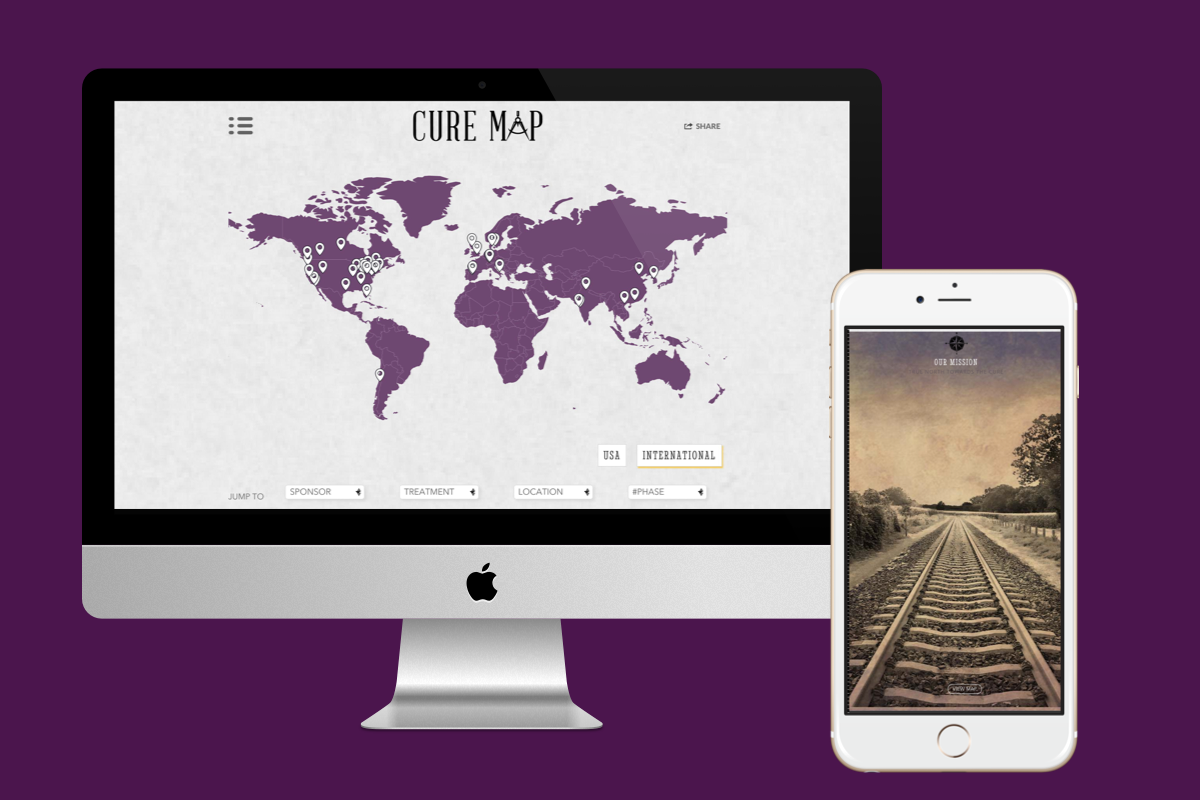 CURE MAP
SHARE
USA
INTERNATIONAL
JUMP TO
SPONSOR
TREATMENT
LOCATION
#PHASE
OUR MISSION
VIEW MAP